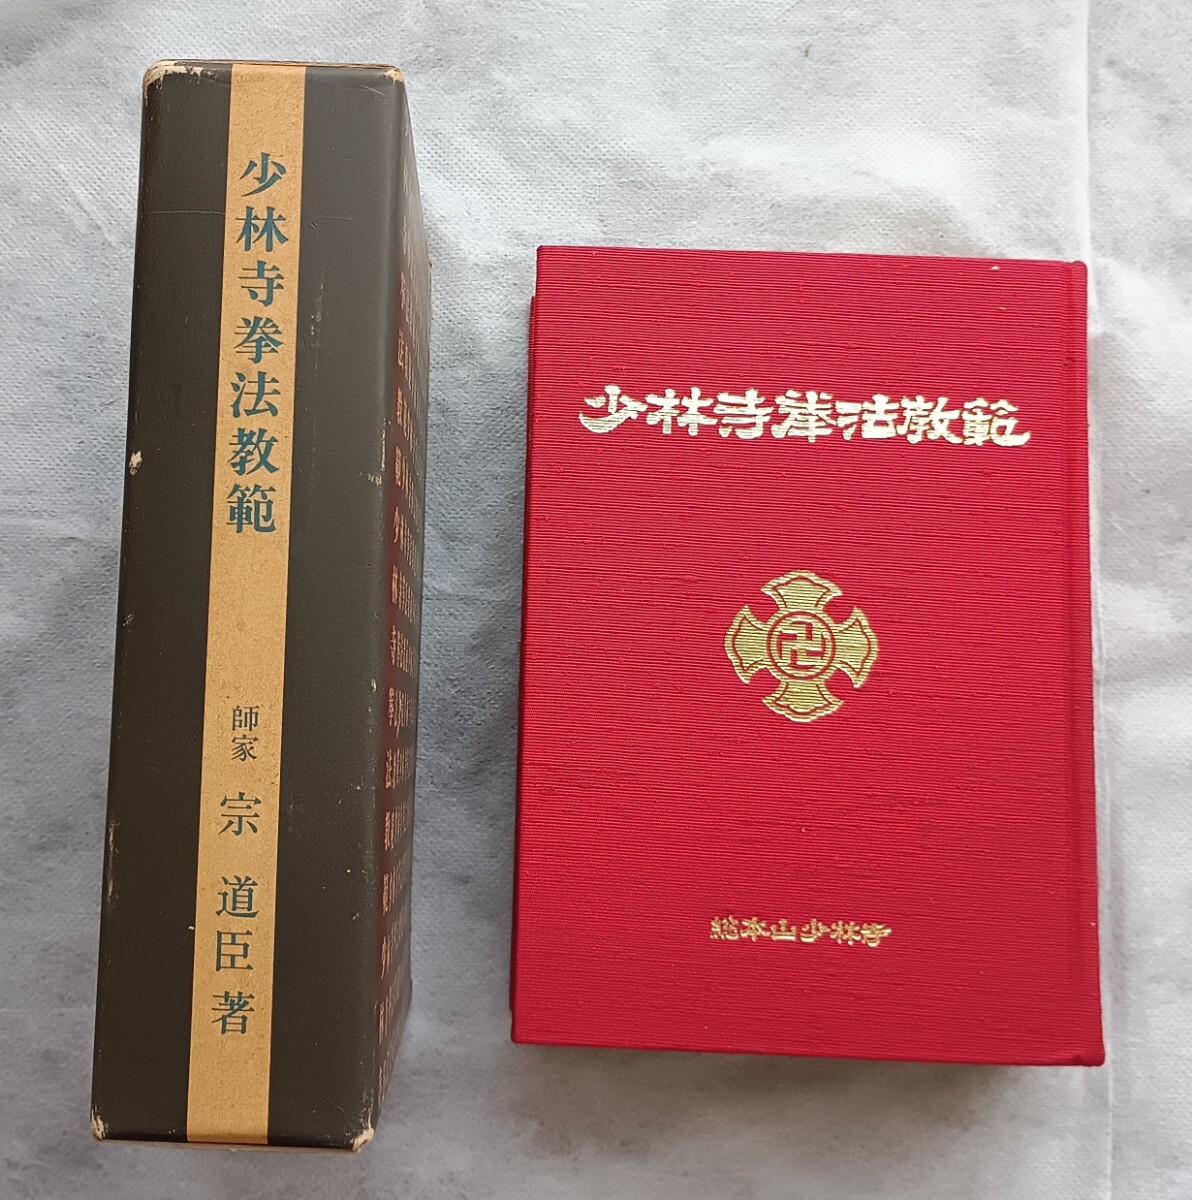 少林寺拳法教範
師家 宗 道臣 著
少林寺拳法教範
総本山少林寺